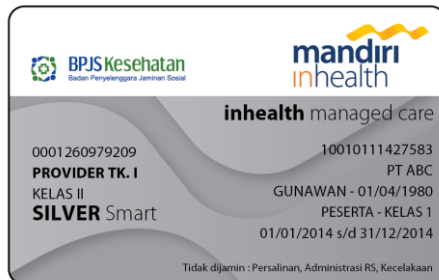 BPJS Kesehatan
Badan Penyelenggara Jaminan Sosial
mandiri
inhealth
inhealth managed care
0001260979209
PROVIDER TK. I
KELAS II
SILVER Smart
10010111427583
PT ABC
GUNAWAN - 01/04/1980
PESERTA - KELAS 1
01/01/2014 s/d 31/12/2014
Tidak dijamin : Persalinan, Administrasi RS, Kecelakaan